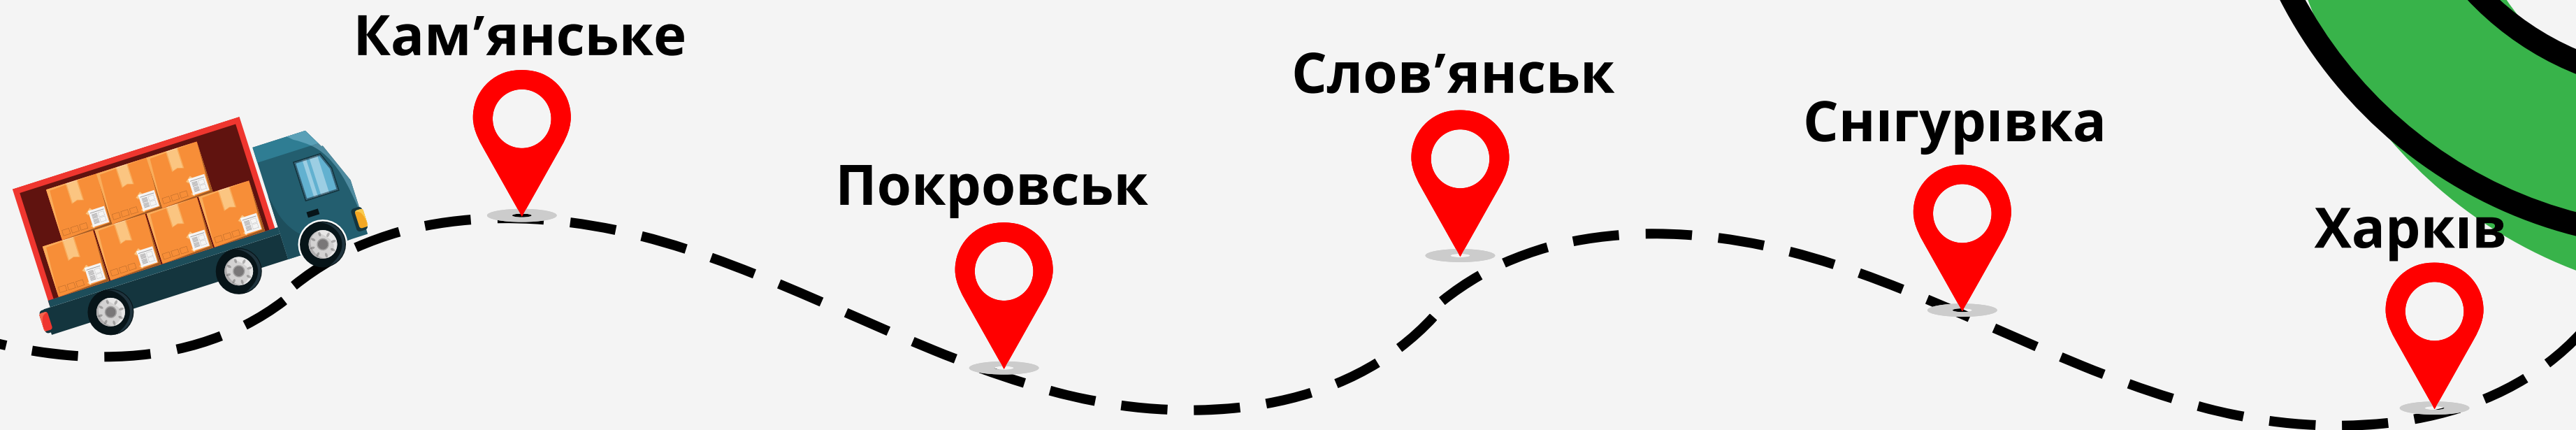 Кам’янське
Покровськ
Слов’янськ
Снігурівка
Харків